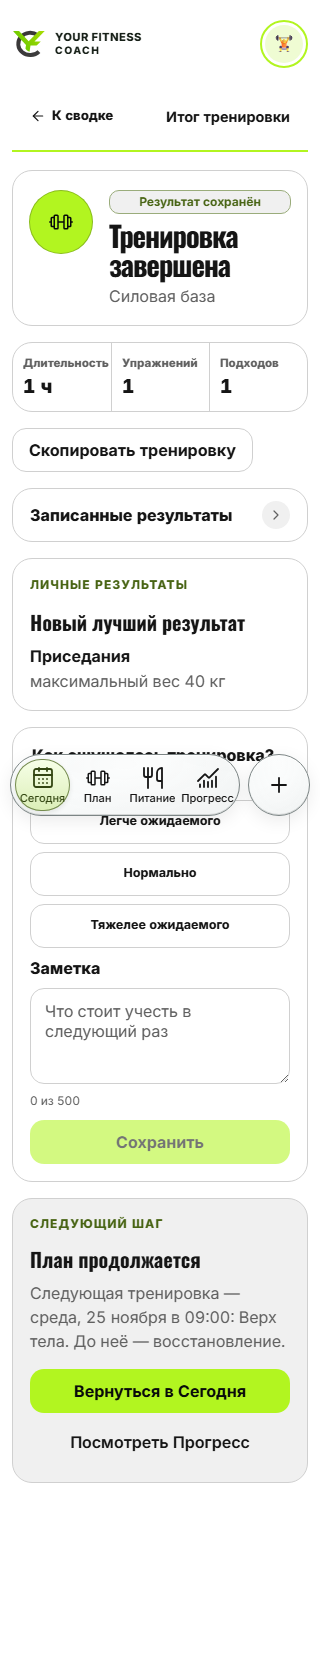 YOUR FITNESS
COACH
К сводке
Итог тренировки
Результат сохранён
Тренировка
завершена
Силовая база
Длительность
1 ч
Упражнений
1
Подходов
1
Скопировать тренировку
Записанные результаты
ЛИЧНЫЕ РЕЗУЛЬТАТЫ
Новый лучший результат
Приседания
максимальный вес 40 кг
Как ощущалась тренировка?
Сегодня
План
Питание
Прогресс
Легче ожидаемого
Нормально
Тяжелее ожидаемого
Заметка
Что стоит учесть в
следующий раз
0 из 500
Сохранить
СЛЕДУЮЩИЙ ШАГ
План продолжается
Следующая тренировка —
среда, 25 ноября в 09:00: Верх
тела. До неё — восстановление.
Вернуться в Сегодня
Посмотреть Прогресс